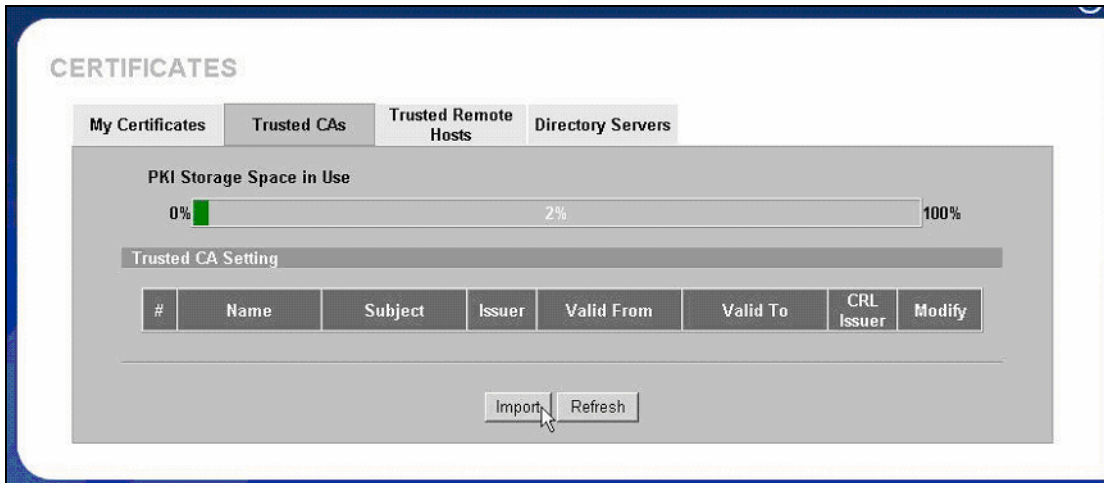 CERTIFICATES
My Certificates
Trusted CAs
Trusted Remote
Hosts
Directory Servers
PKI Storage Space in Use
0%
2%
100%
Trusted CA Setting
#
Name
Subject
Issuer
Valid From
Valid To
CRL
Issuer
Modify
Import
Refresh